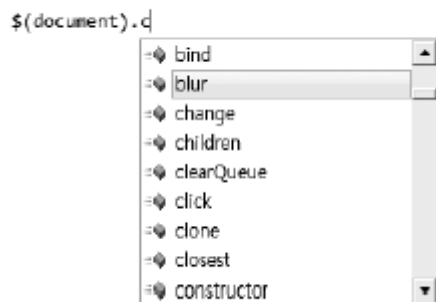 $(document).c
bind
blur
change
children
clearQueue
click
clone
closest
constructor